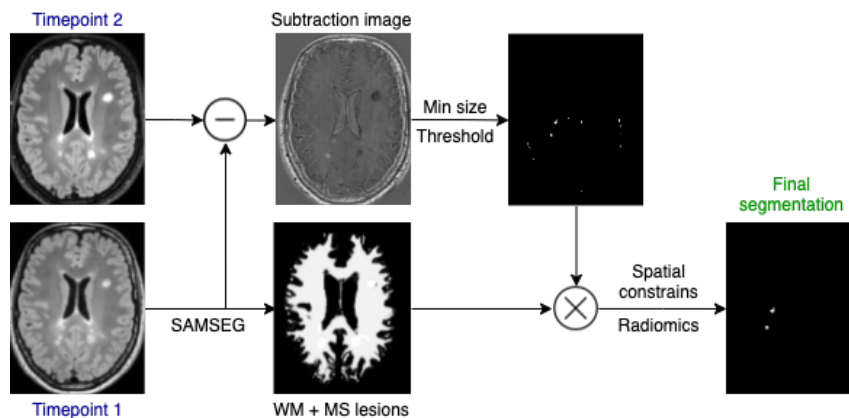 Timepoint 2
Subtraction image
Min size
Threshold
Final
segmentation
Spatial
constrains
Radiomics
SAMSEG
Timepoint 1
WM + MS lesions